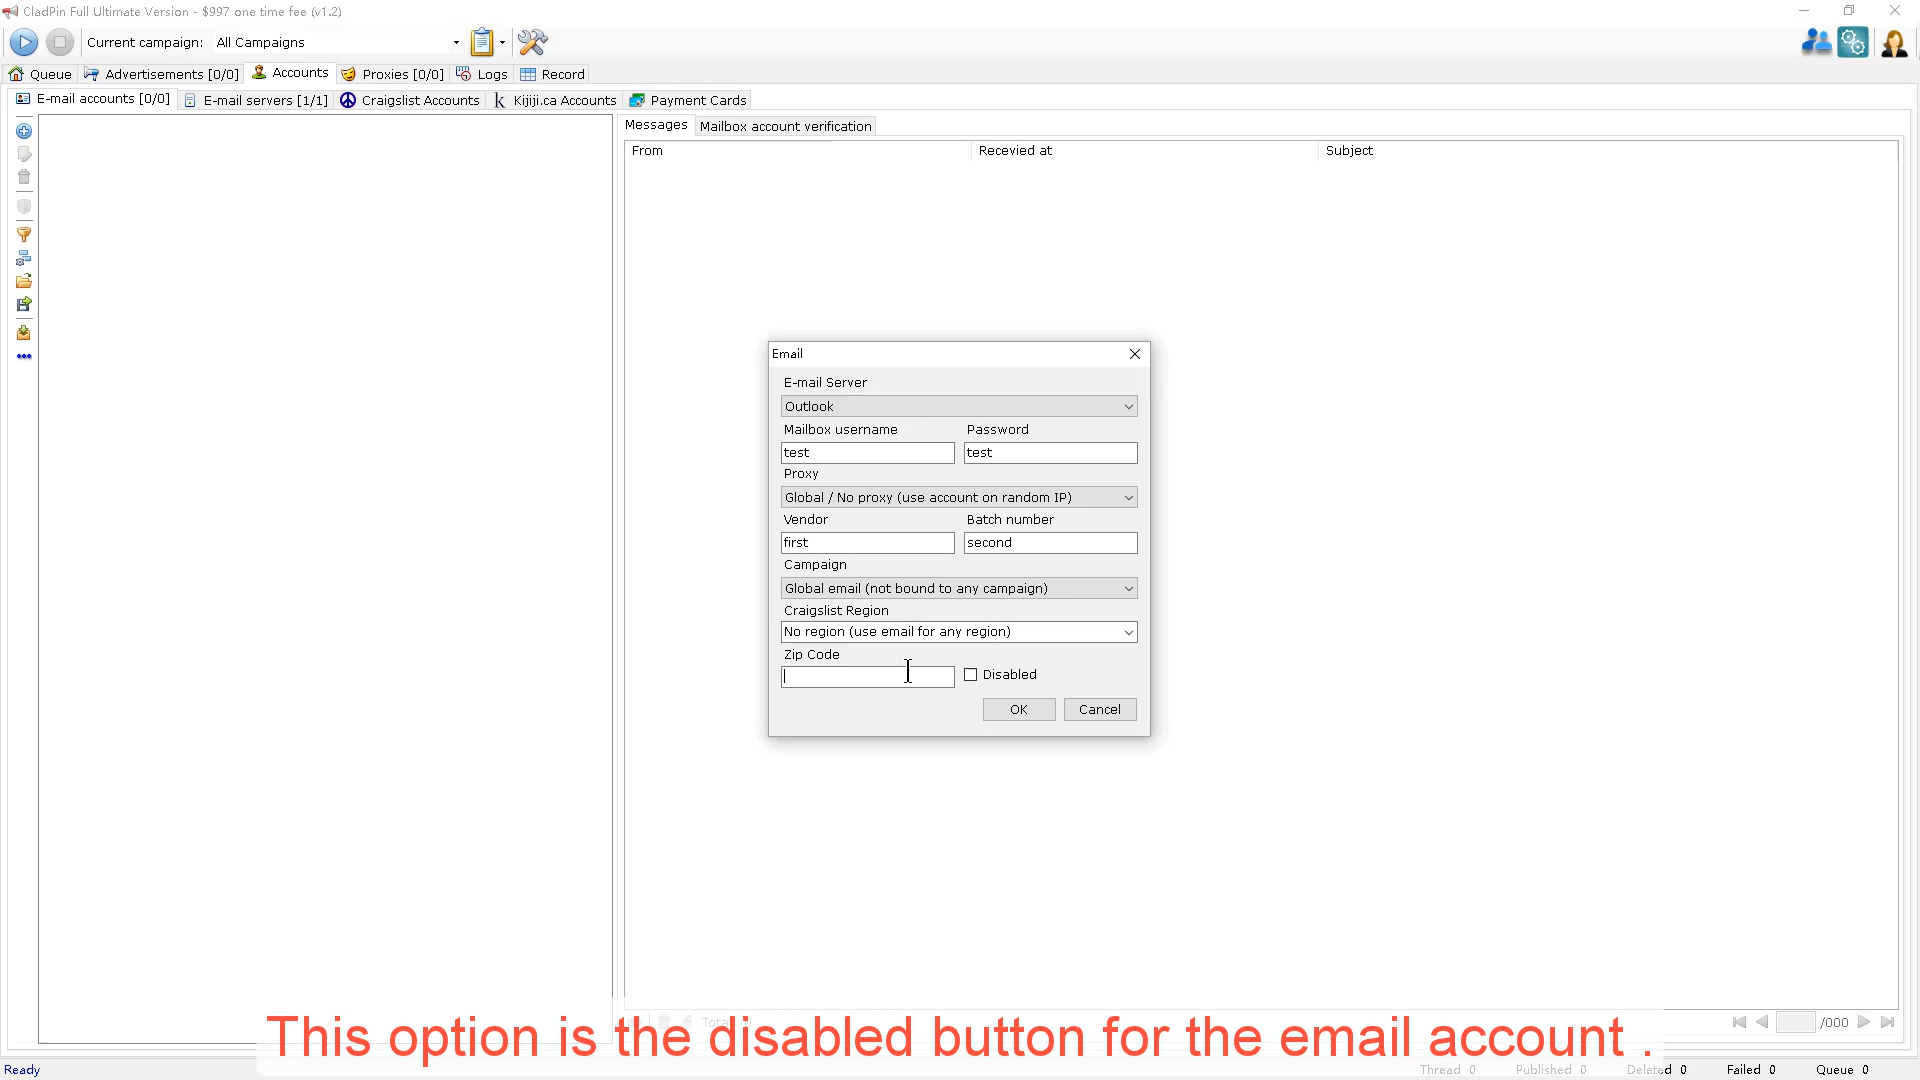 CladPin Full Ultimate Version - $997 one time fee (v1.2)
Current campaign: All Campaigns
Queue Advertisements [0/0] Accounts Proxies [0/0] Logs Record
E-mail accounts [0/0] E-mail servers [1/1] Craigslist Accounts Kijiji.ca Accounts Payment Cards
Messages Mailbox account verification
From Recevied at Subject
Email
E-mail Server
Outlook
Mailbox username Password
test test
Proxy
Global / No proxy (use account on random IP)
Vendor Batch number
first second
Campaign
Global email (not bound to any campaign)
Craigslist Region
No region (use email for any region)
Zip Code
Disabled
OK Cancel
/000
This option is the disabled button for the email account .
Ready Thread 0 Published 0 Deleted 0 Failed 0 Queue 0